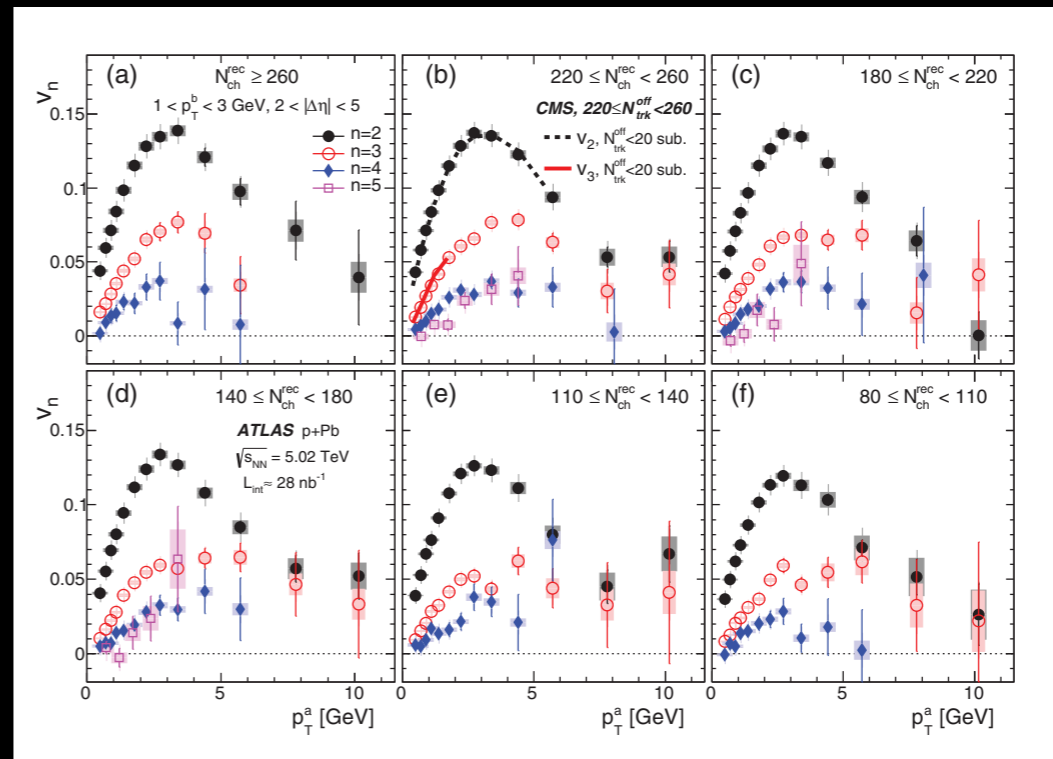 (a)
N_ch^rec ≥ 260
1 < p_T^b < 3 GeV, 2 < |Δη| < 5
n=2
n=3
n=4
n=5
v_n
0.15
0.1
0.05
0
(b)
220 ≤ N_ch^rec < 260
CMS, 220≤N_trk^off<260
v_2, N_trk^off<20 sub.
v_3, N_trk^off<20 sub.
(c)
180 ≤ N_ch^rec < 220
(d)
140 ≤ N_ch^rec < 180
ATLAS p+Pb
√s_NN = 5.02 TeV
L_int ≈ 28 nb^-1
v_n
0.15
0.1
0.05
0
(e)
110 ≤ N_ch^rec < 140
(f)
80 ≤ N_ch^rec < 110
0 5 10 0 5 10 0 5 10
p_T^a [GeV] p_T^a [GeV] p_T^a [GeV]